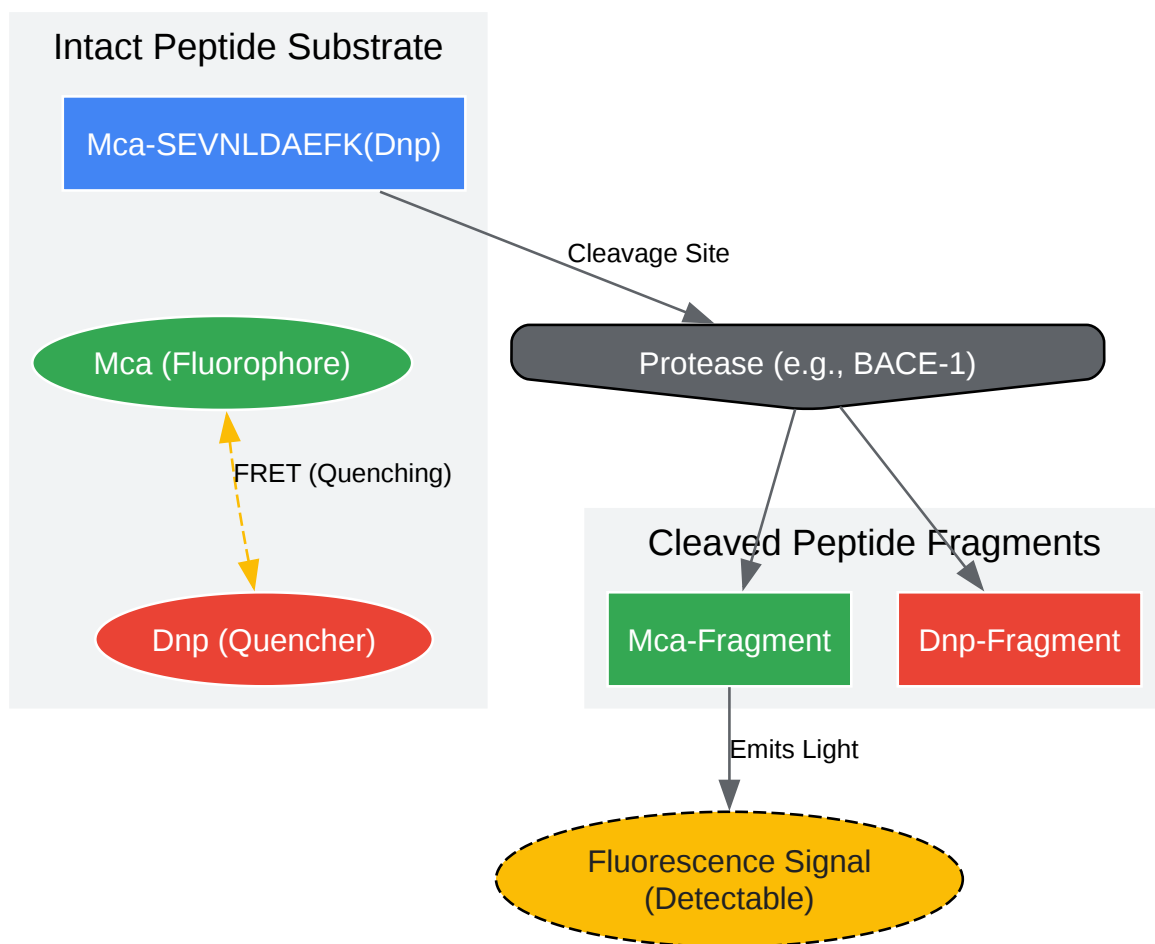 Intact Peptide Substrate
Mca-SEVNLDAEFK(Dnp)
Cleavage Site
Mca (Fluorophore)
Protease (e.g., BACE-1)
FRET (Quenching)
Cleaved Peptide Fragments
Dnp (Quencher)
Mca-Fragment
Dnp-Fragment
Emits Light
Fluorescence Signal
(Detectable)